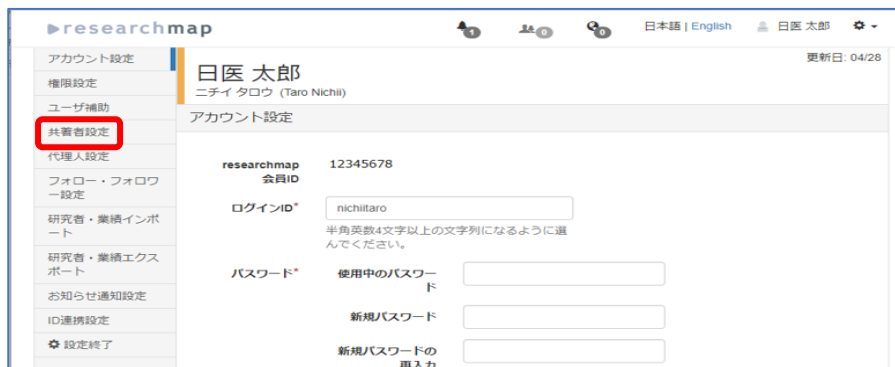 researchmap
1 0 0 日本語 | English 日医 太郎
更新日: 04/28
アカウント設定
権限設定
ユーザ補助
共著者設定
代理人設定
フォロー・フォロワ
ー設定
研究者・業績インポ
ート
研究者・業績エクス
ポート
お知らせ通知設定
ID連携設定
設定終了
日医 太郎
ニチイ タロウ (Taro Nichii)
アカウント設定
researchmap
会員ID
12345678
ログインID*
nichiitaro
半角英数4文字以上の文字列になるように選
んでください。
パスワード*
使用中のパスワー
ド
新規パスワード
新規パスワードの
再入力